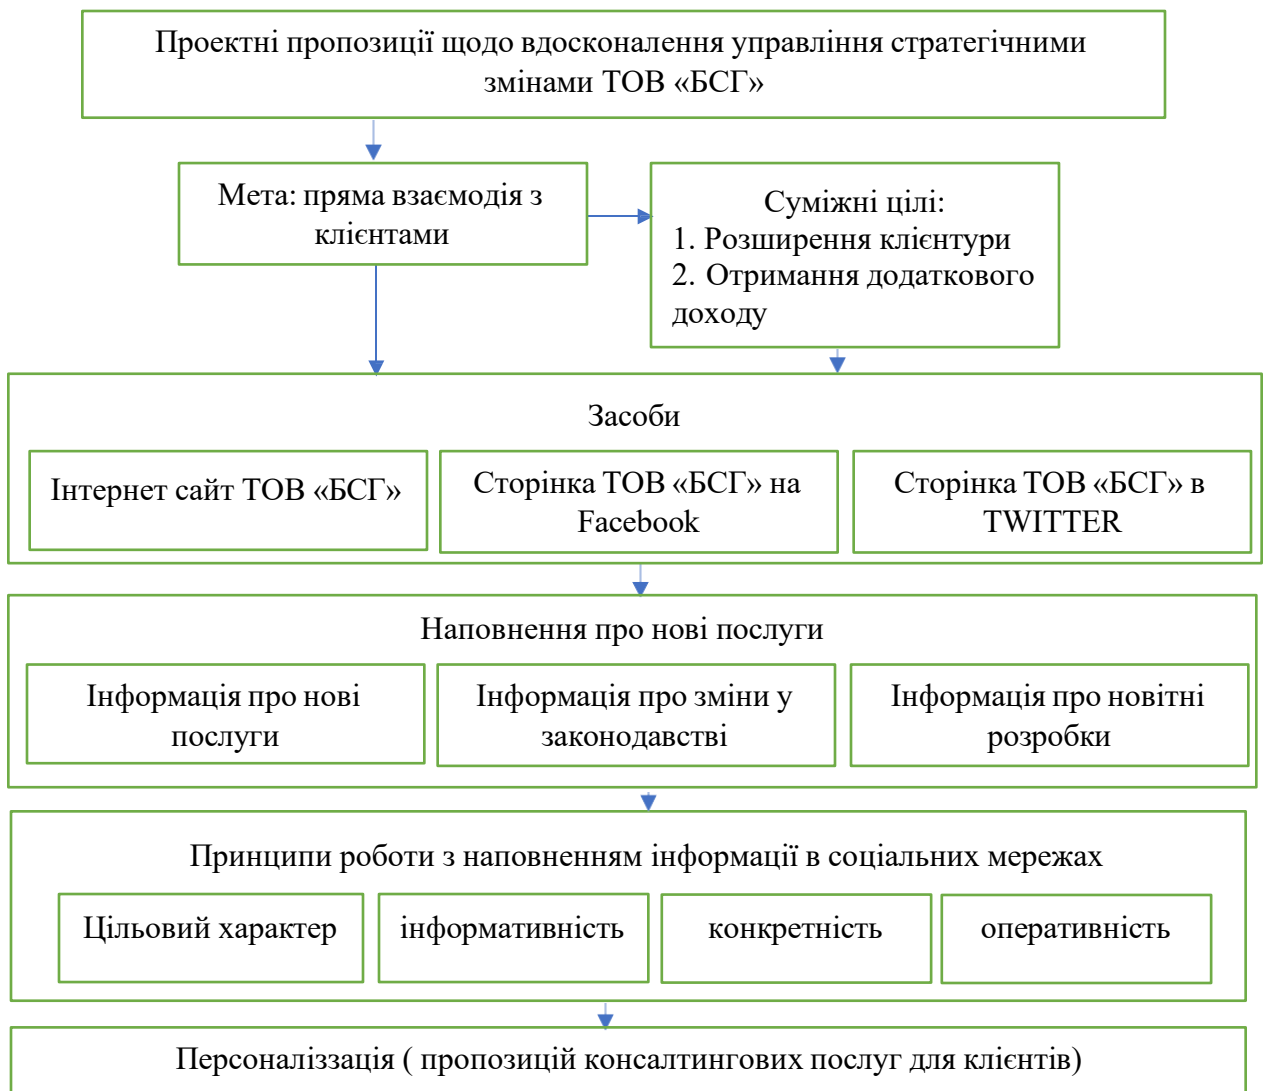 Проектні пропозиції щодо вдосконалення управління стратегічними
змінами ТОВ «БСГ»
Мета: пряма взаємодія з
клієнтами
Суміжні цілі:
1. Розширення клієнтури
2. Отримання додаткового
доходу
Засоби
Інтернет сайт ТОВ «БСГ»
Сторінка ТОВ «БСГ» на
Facebook
Сторінка ТОВ «БСГ» в
TWITTER
Наповнення про нові послуги
Інформація про нові
послуги
Інформація про зміни у
законодавстві
Інформація про новітні
розробки
Принципи роботи з наповненням інформації в соціальних мережах
Цільовий характер
інформативність
конкретність
оперативність
Персоналіззація ( пропозицій консалтингових послуг для клієнтів)